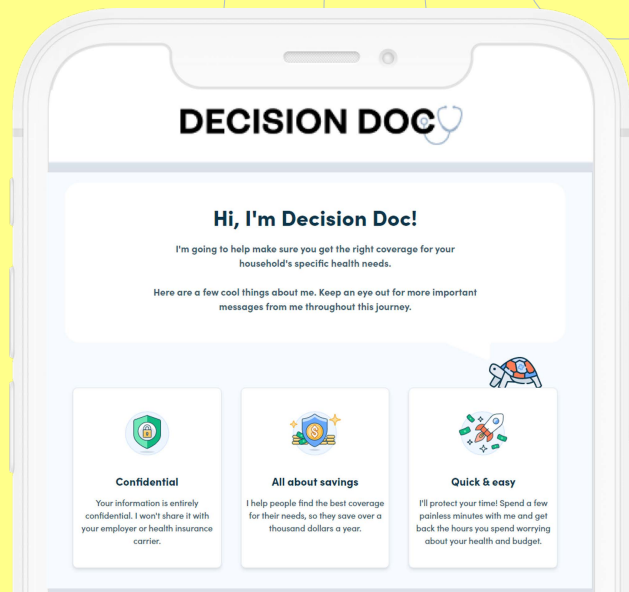 DECISION DOC
Hi, I'm Decision Doc!
I'm going to help make sure you get the right coverage for your
household's specific health needs.
Here are a few cool things about me. Keep an eye out for more important
messages from me throughout this journey.
Confidential
Your information is entirely
confidential. I won't share it with
your employer or health insurance
carrier.
All about savings
I help people find the best coverage
for their needs, so they save over a
thousand dollars a year.
Quick & easy
I'll protect your time! Spend a few
painless minutes with me and get
back the hours you spend worrying
about your health and budget.